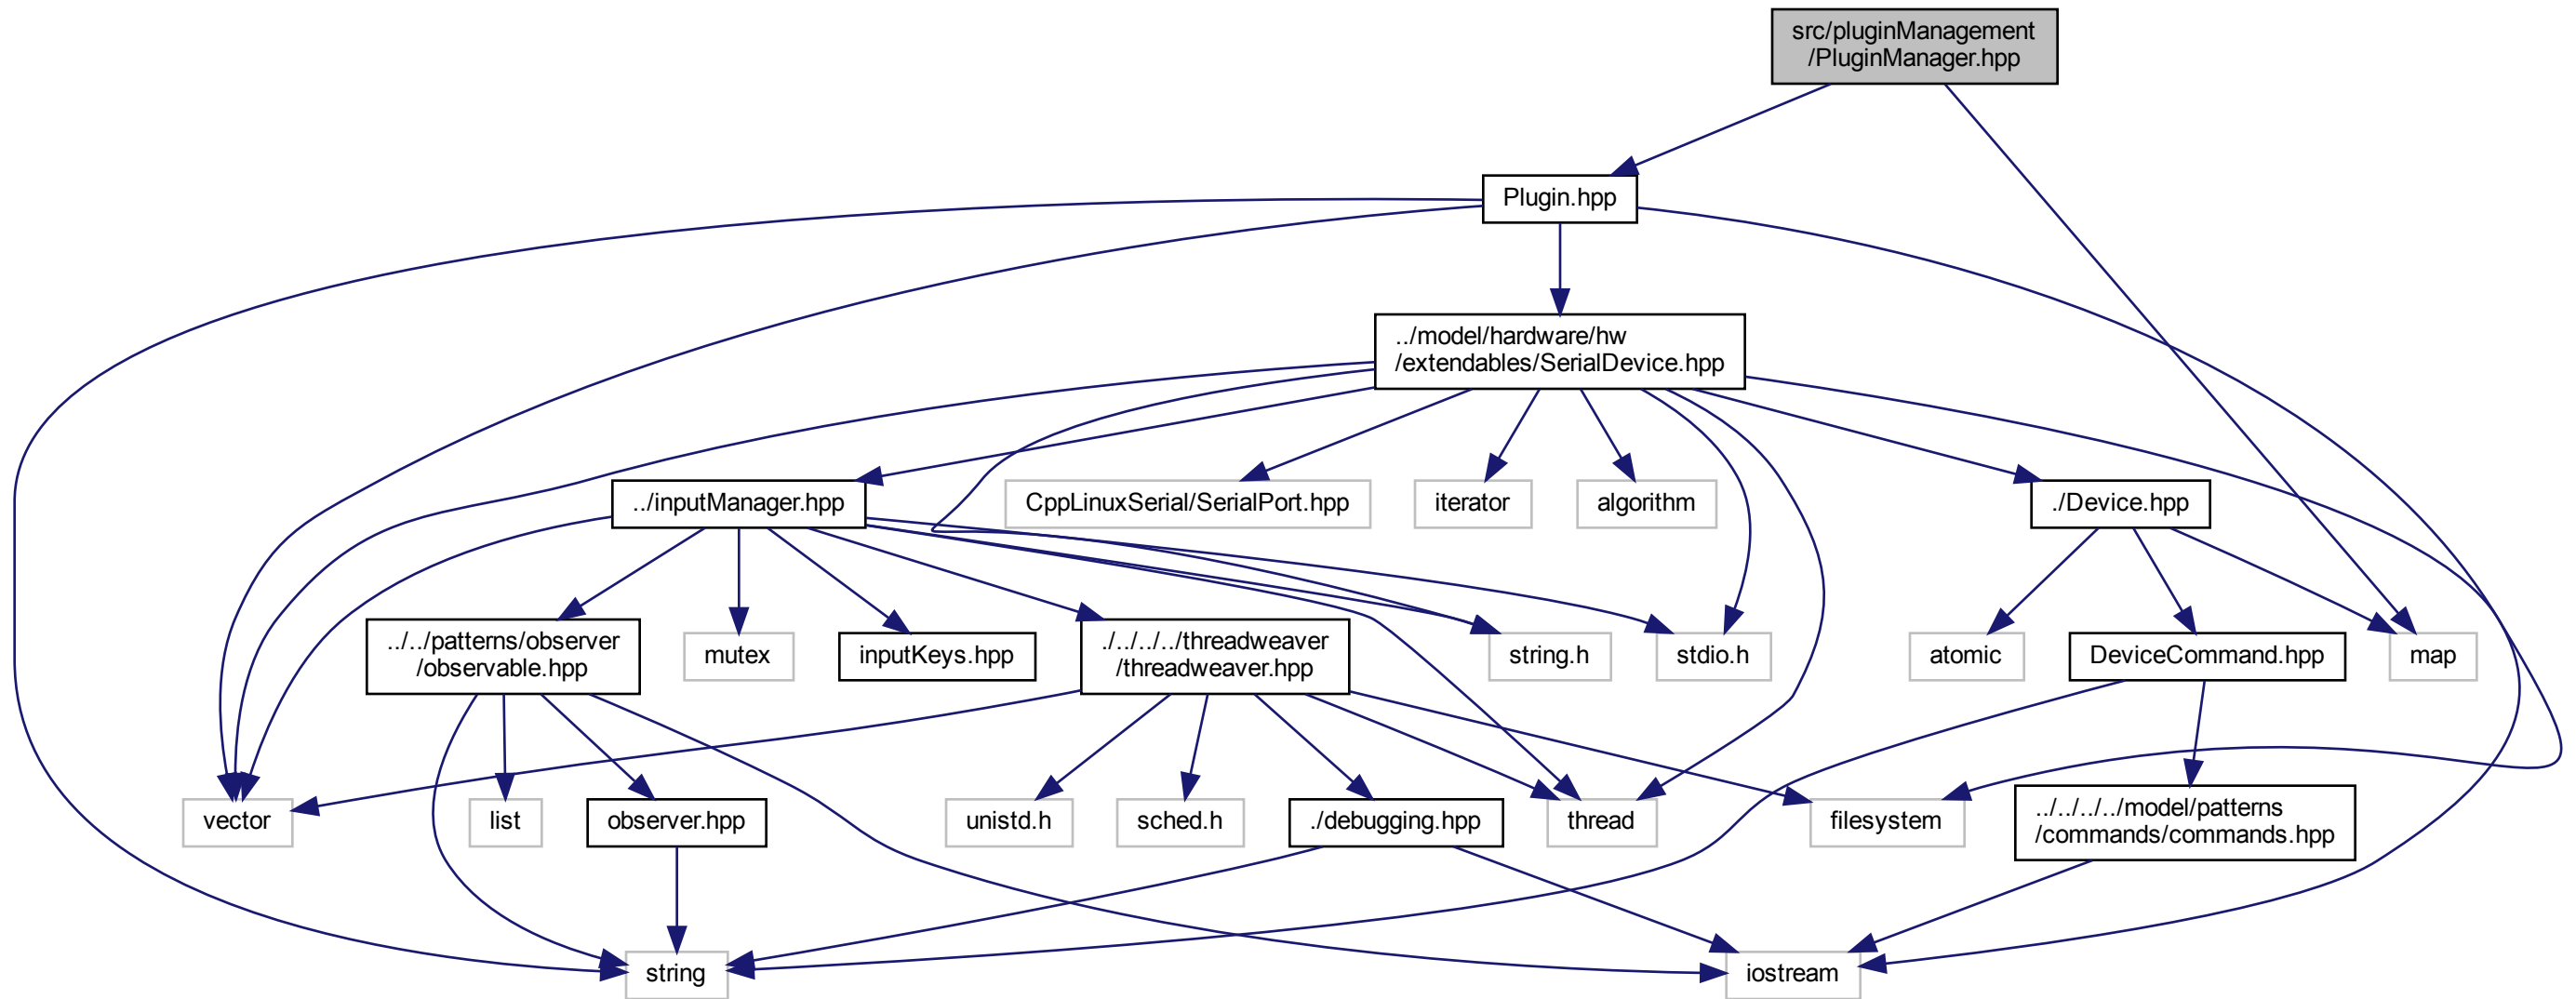 src/pluginManagement
/PluginManager.hpp
Plugin.hpp
../model/hardware/hw
/extendables/SerialDevice.hpp
../inputManager.hpp
CppLinuxSerial/SerialPort.hpp
iterator
algorithm
./Device.hpp
../../patterns/observer
/observable.hpp
mutex
inputKeys.hpp
./../../../threadweaver
/threadweaver.hpp
string.h
stdio.h
atomic
DeviceCommand.hpp
map
vector
list
observer.hpp
unistd.h
sched.h
./debugging.hpp
thread
filesystem
../../../../model/patterns
/commands/commands.hpp
string
iostream